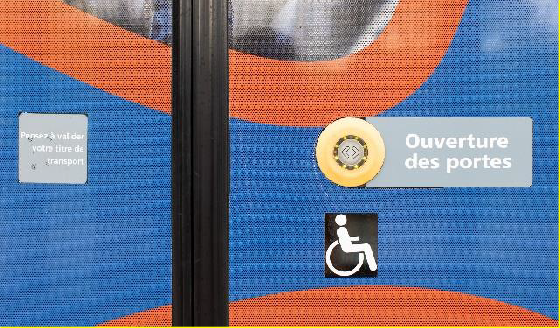 Pensez à valider
votre titre de
transport
Ouverture
des portes